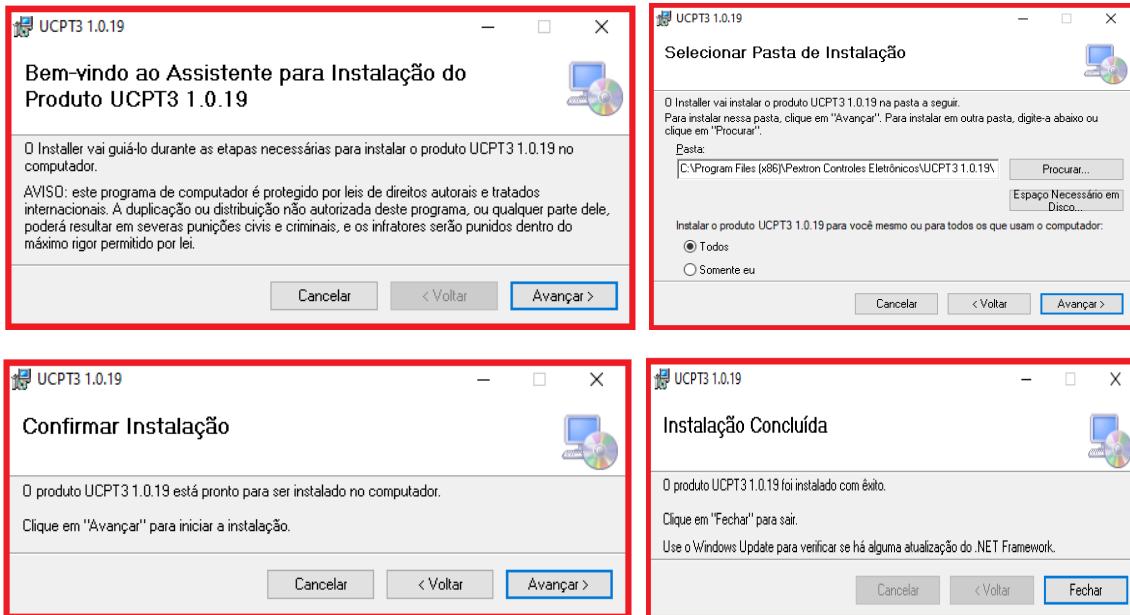 UCPT3 1.0.19
Bem-vindo ao Assistente para Instalação do
Produto UCPT3 1.0.19
O Installer vai guiá-lo durante as etapas necessárias para instalar o produto UCPT3 1.0.19 no
computador.
AVISO: este programa de computador é protegido por leis de direitos autorais e tratados
internacionais. A duplicação ou distribuição não autorizada deste programa, ou qualquer parte dele,
poderá resultar em severas punições civis e criminais, e os infratores serão punidos dentro do
máximo rigor permitido por lei.
Cancelar
< Voltar
Avançar >
UCPT3 1.0.19
Selecionar Pasta de Instalação
O Installer vai instalar o produto UCPT3 1.0.19 na pasta a seguir.
Para instalar nessa pasta, clique em "Avançar". Para instalar em outra pasta, digite-a abaixo ou
clique em "Procurar".
Pasta:
C:\Program Files (x86)\Pextron Controles Eletrônicos\UCPT3 1.0.19\
Procurar...
Espaço Necessário em
Disco...
Instalar o produto UCPT3 1.0.19 para você mesmo ou para todos os que usam o computador:
Todos
Somente eu
Cancelar
< Voltar
Avançar >
UCPT3 1.0.19
Confirmar Instalação
O produto UCPT3 1.0.19 está pronto para ser instalado no computador.
Clique em "Avançar" para iniciar a instalação.
Cancelar
< Voltar
Avançar >
UCPT3 1.0.19
Instalação Concluída
O produto UCPT3 1.0.19 foi instalado com êxito.
Clique em "Fechar" para sair.
Use o Windows Update para verificar se há alguma atualização do .NET Framework.
Cancelar
< Voltar
Fechar